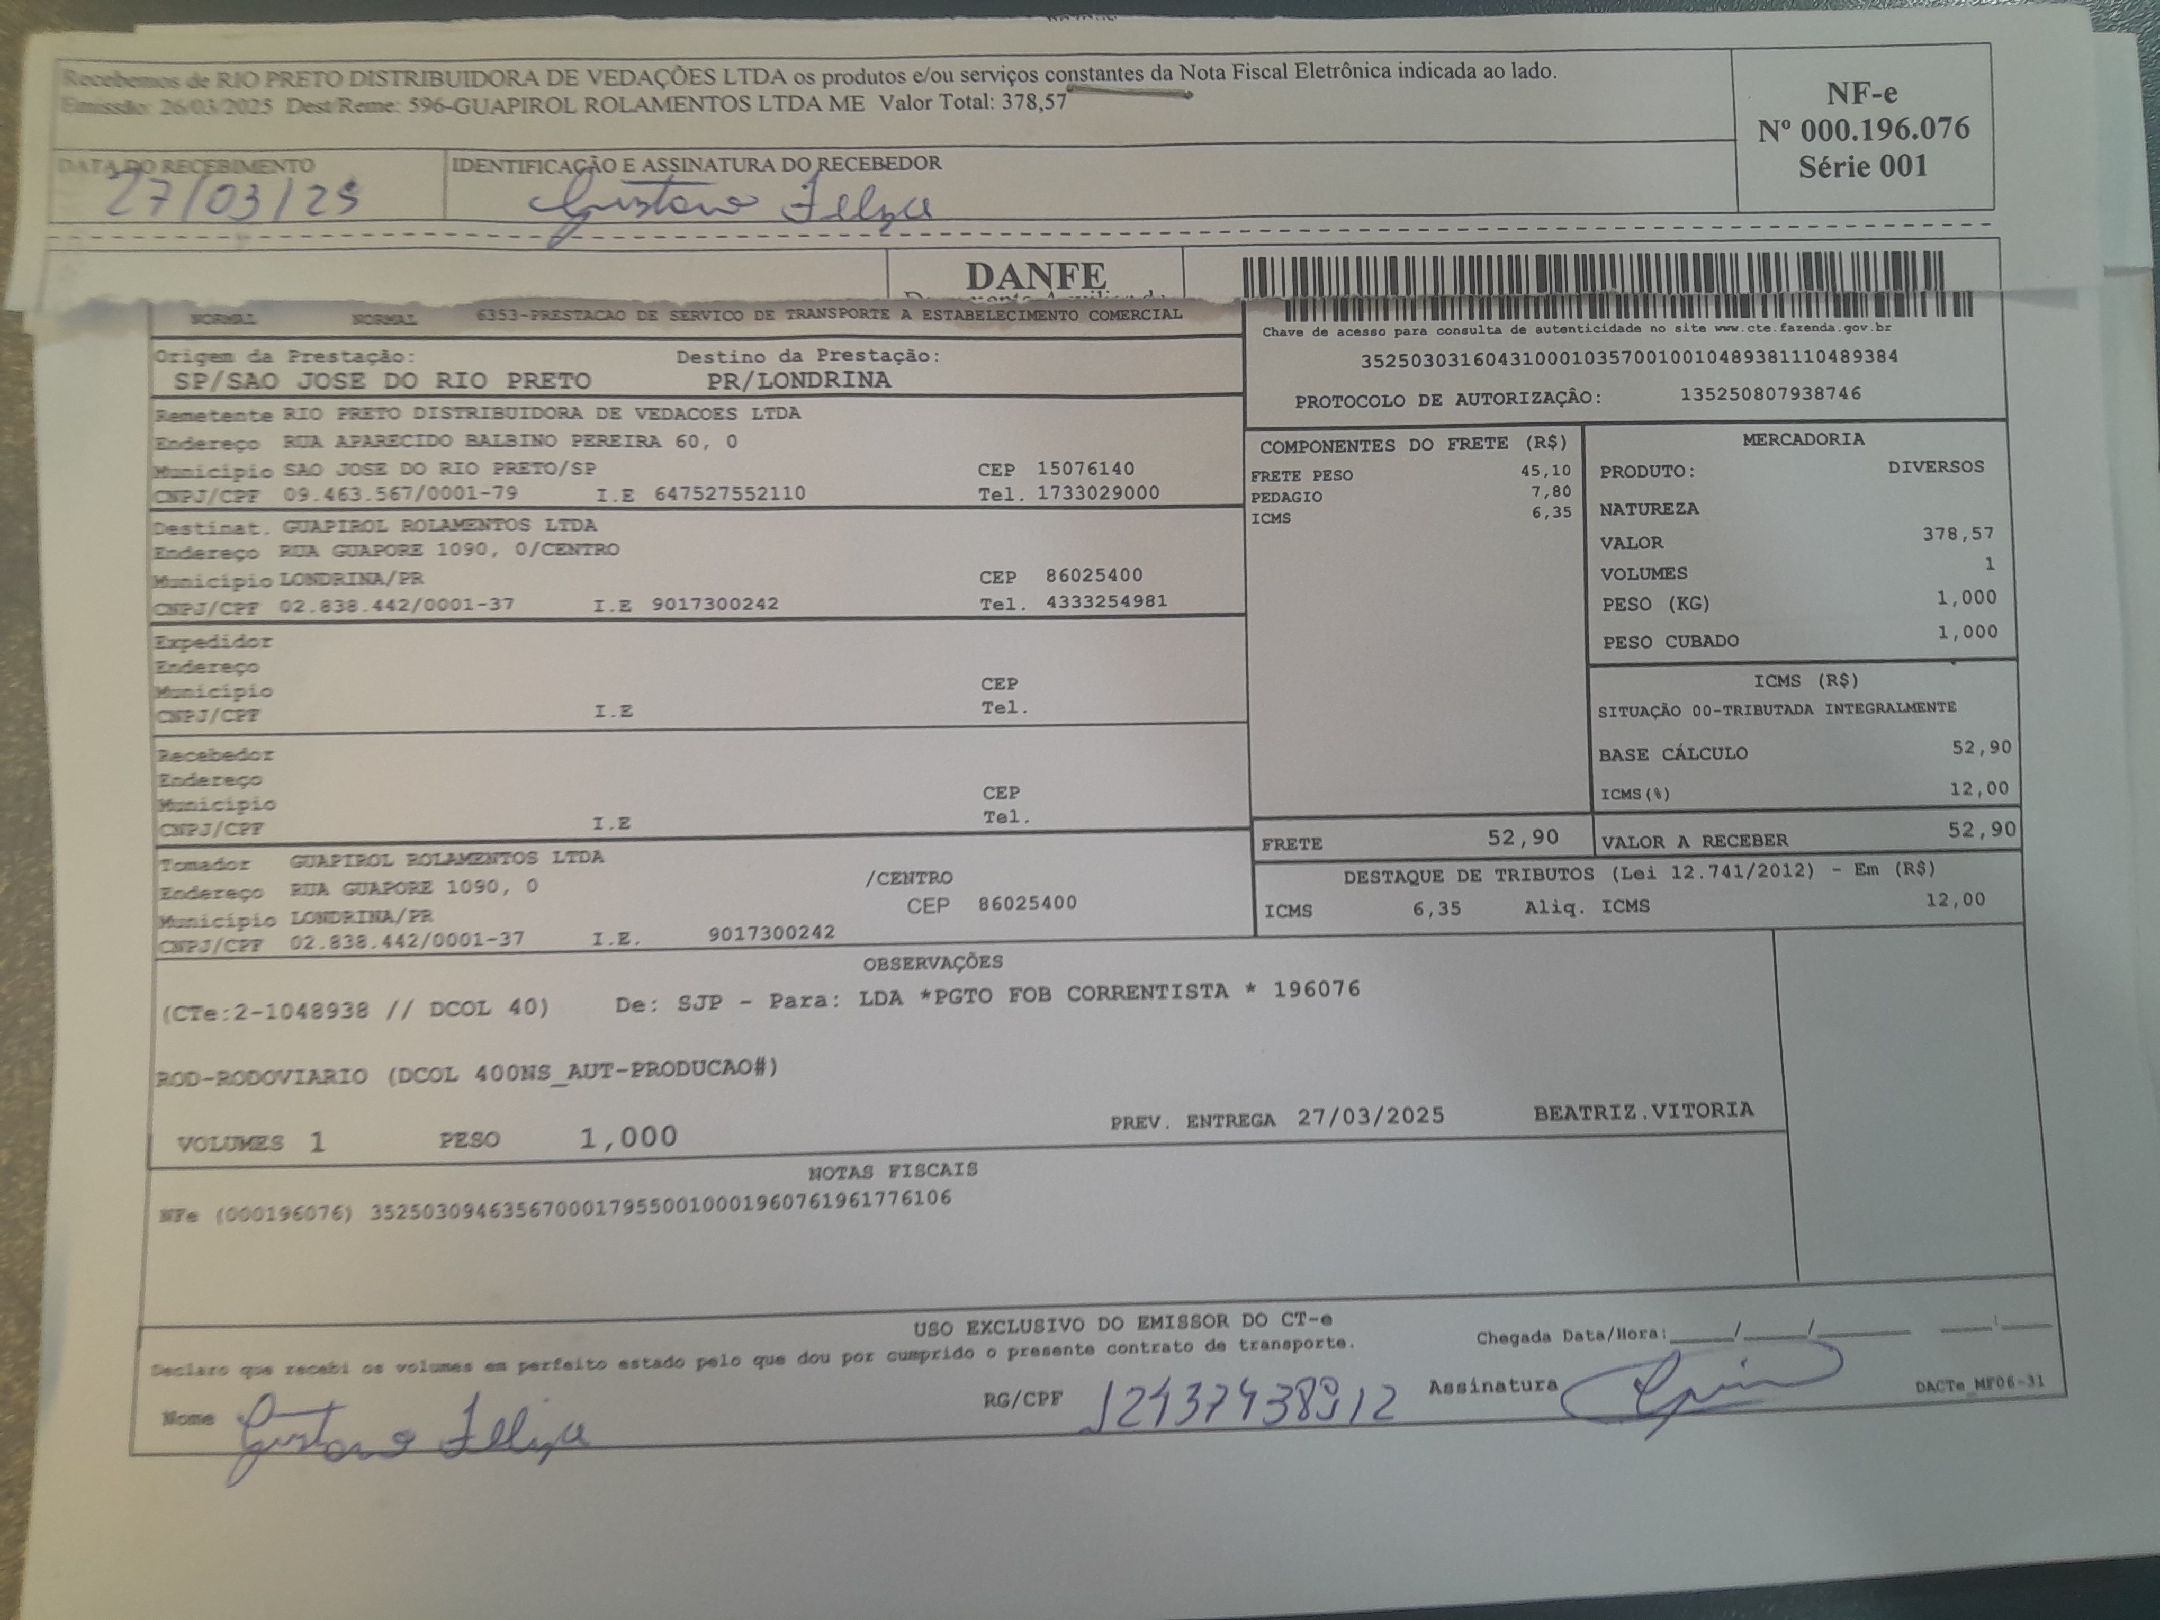 Recebemos de RIO PRETO DISTRIBUIDORA DE VEDAÇÕES LTDA os produtos e/ou serviços constantes da Nota Fiscal Eletrônica indicada ao lado.
Emissão: 26/03/2025 Dest/Reme: 596-GUAPIROL ROLAMENTOS LTDA ME Valor Total: 378,57
NF-e
Nº 000.196.076
Série 001
DATA DO RECEBIMENTO
27/03/25
IDENTIFICAÇÃO E ASSINATURA DO RECEBEDOR
Gustavo Felipe
DANFE
NORMAL NORMAL 6353-PRESTACAO DE SERVICO DE TRANSPORTE A ESTABELECIMENTO COMERCIAL
Chave de acesso para consulta de autenticidade no site www.cte.fazenda.gov.br
35250303160431000103570010010489381110489384
PROTOCOLO DE AUTORIZAÇÃO: 135250807938746
Origem da Prestação: Destino da Prestação:
SP/SAO JOSE DO RIO PRETO PR/LONDRINA
Remetente RIO PRETO DISTRIBUIDORA DE VEDACOES LTDA
Endereço RUA APARECIDO BALBINO PEREIRA 60, 0
Município SAO JOSE DO RIO PRETO/SP CEP 15076140
CNPJ/CPF 09.463.567/0001-79 I.E 647527552110 Tel. 1733029000
Destinat. GUAPIROL ROLAMENTOS LTDA
Endereço RUA GUAPORE 1090, 0/CENTRO
Município LONDRINA/PR CEP 86025400
CNPJ/CPF 02.838.442/0001-37 I.E 9017300242 Tel. 4333254981
Expedidor
Endereço
Município CEP
CNPJ/CPF I.E Tel.
Recebedor
Endereço
Município CEP
CNPJ/CPF I.E Tel.
Tomador GUAPIROL ROLAMENTOS LTDA
Endereço RUA GUAPORE 1090, 0 /CENTRO
Município LONDRINA/PR CEP 86025400
CNPJ/CPF 02.838.442/0001-37 I.E. 9017300242
COMPONENTES DO FRETE (R$)
FRETE PESO 45,10
PEDAGIO 7,80
ICMS 6,35
FRETE 52,90
MERCADORIA
PRODUTO: DIVERSOS
NATUREZA
VALOR 378,57
VOLUMES 1
PESO (KG) 1,000
PESO CUBADO 1,000
ICMS (R$)
SITUAÇÃO 00-TRIBUTADA INTEGRALMENTE
BASE CÁLCULO 52,90
ICMS(%) 12,00
VALOR A RECEBER 52,90
DESTAQUE DE TRIBUTOS (Lei 12.741/2012) - Em (R$)
ICMS 6,35 Aliq. ICMS 12,00
OBSERVAÇÕES
(CTe:2-1048938 // DCOL 40) De: SJP - Para: LDA *PGTO FOB CORRENTISTA * 196076
ROD-RODOVIARIO (DCOL 400NS_AUT-PRODUCAO#)
VOLUMES 1 PESO 1,000 PREV. ENTREGA 27/03/2025 BEATRIZ.VITORIA
NOTAS FISCAIS
NFe (000196076) 35250309463567000179550010001960761961776106
USO EXCLUSIVO DO EMISSOR DO CT-e
Declaro que recebi os volumes em perfeito estado pelo que dou por cumprido o presente contrato de transporte.
Chegada Data/Hora:____/____/______ ____:____
Nome Gustavo Felipe RG/CPF 12437438912 Assinatura
DACTe_MF06-31